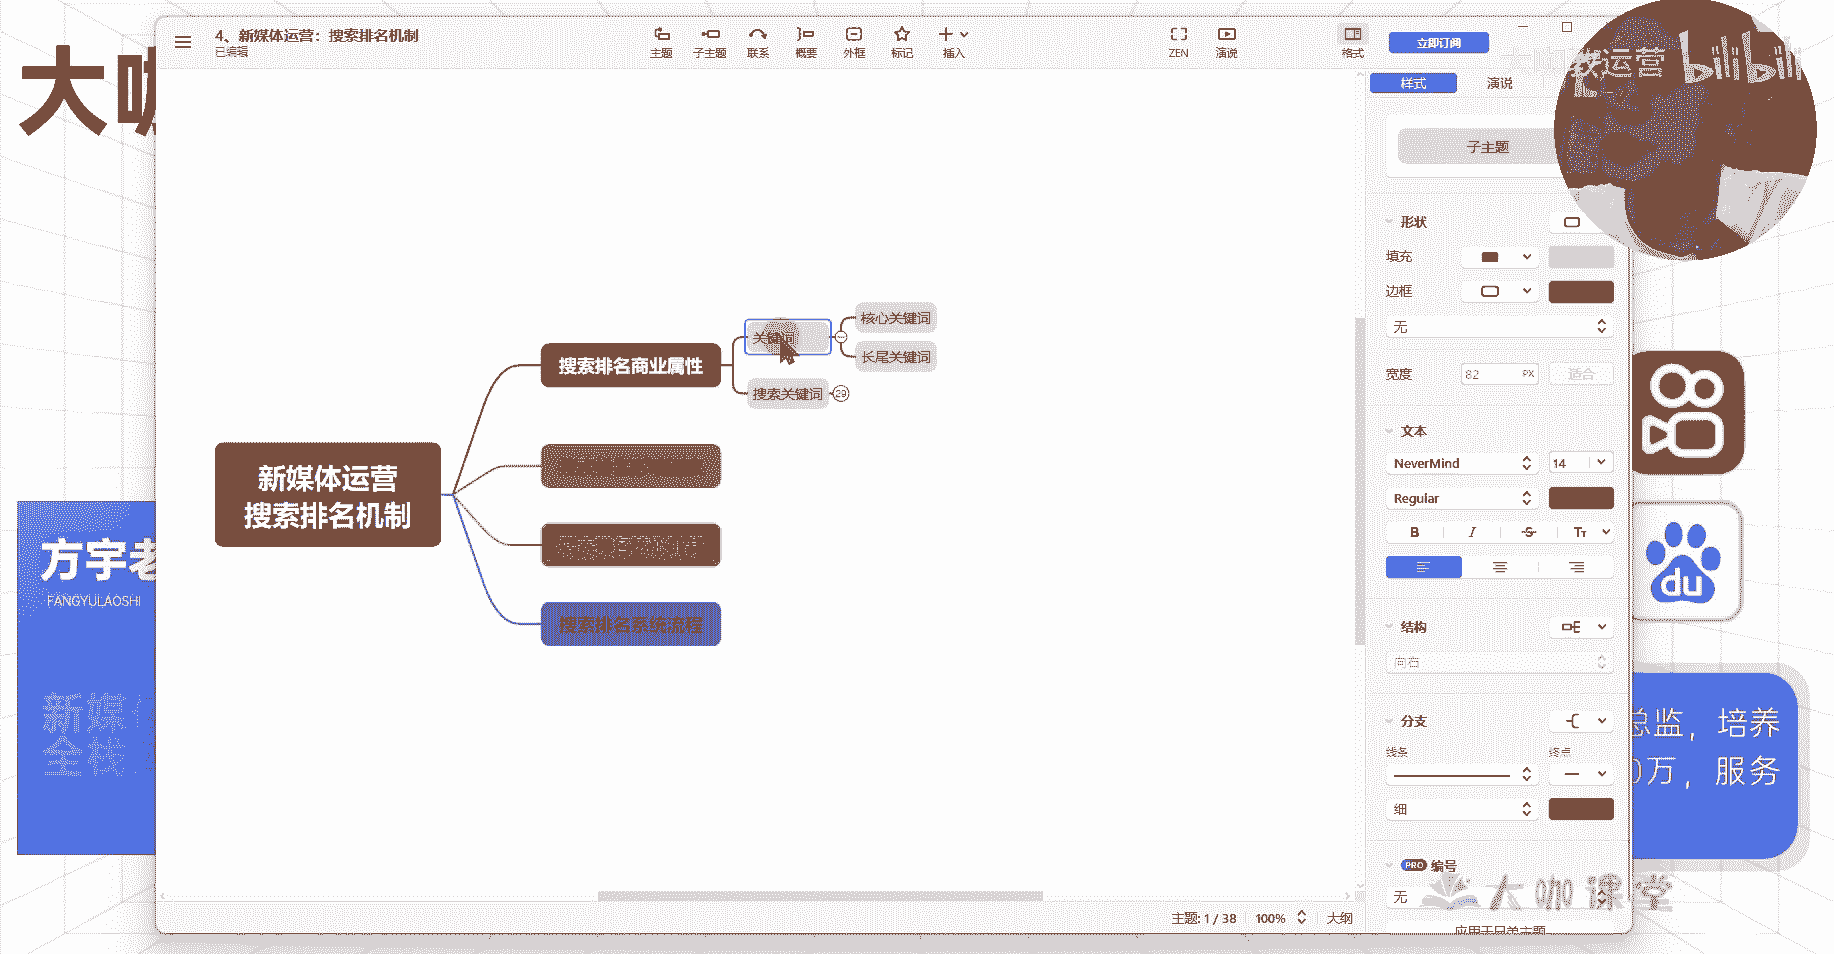 4、新媒体运营：搜索排名机制
已编辑
主题
子主题
联系
概要
外框
标记
插入
ZEN
演说
格式
立即订阅
运营 bilibili
大
样式
演说
子主题
形状
填充
边框
无
宽度
82 PX
适合
文本
NeverMind
14
Regular
B I S Tт
结构
向右
分支
线条
终点
细
PRO 编号
无
应用于兄弟主题
新媒体运营
搜索排名机制
搜索排名商业属性
关键词
核心关键词
长尾关键词
搜索关键词
29
搜索排名系统流程
方宇老
FANGYULAOSHI
新媒体
全栈
du
总监，培养
0万，服务
大咖课堂
主题: 1 / 38
100%
大纲